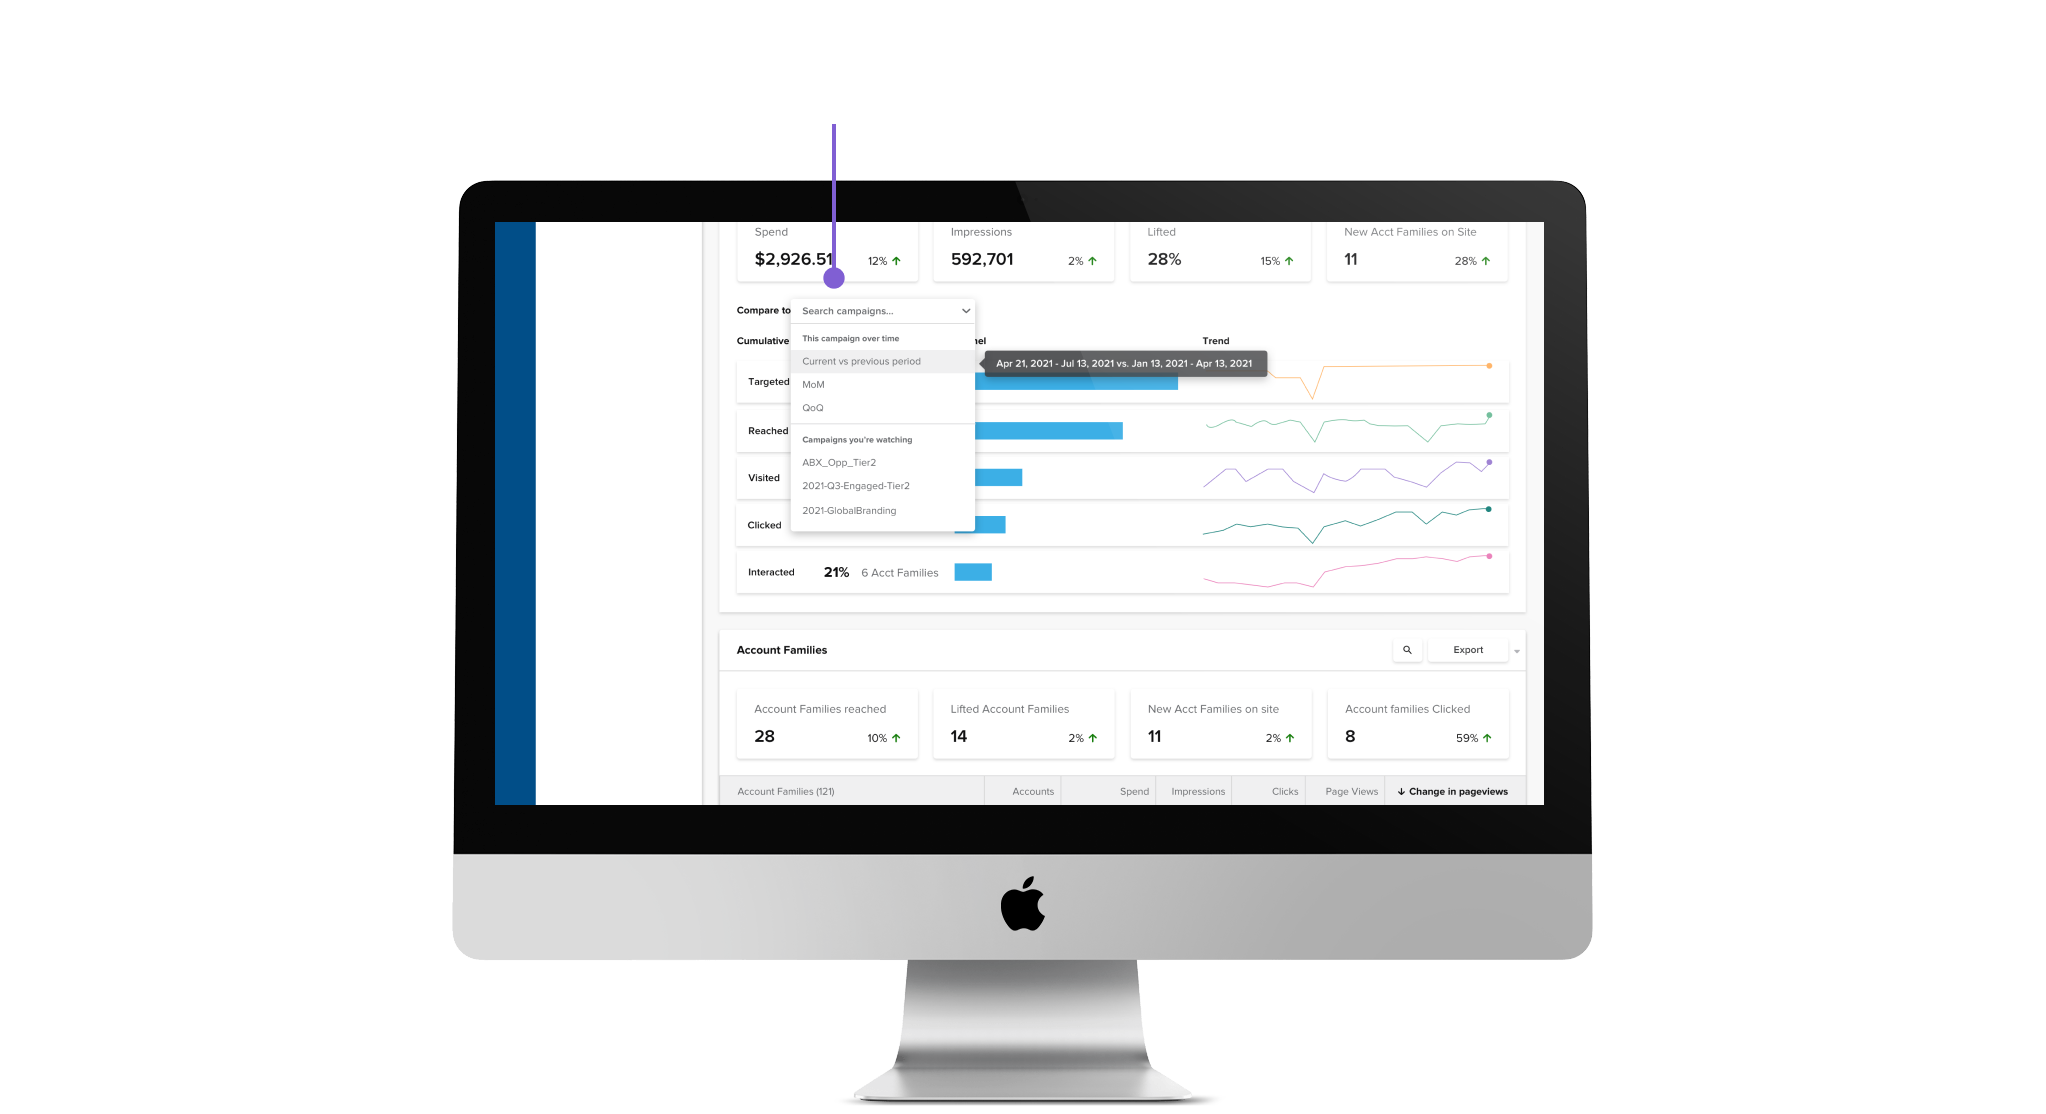 Spend
$2,926.51
12%
Impressions
592,701
2%
Lifted
28%
15%
New Acct Families on Site
11
28%
Compare to
Search campaigns...
This campaign over time
Current vs previous period
MoM
QoQ
Campaigns you're watching
ABX_Opp_Tier2
2021-Q3-Engaged-Tier2
2021-GlobalBranding
Apr 21, 2021 - Jul 13, 2021 vs. Jan 13, 2021 - Apr 13, 2021
Cumulative
Trend
Targeted
Reached
Visited
Clicked
Interacted 21% 6 Acct Families
Account Families
Export
Account Families reached
28
10%
Lifted Account Families
14
2%
New Acct Families on site
11
2%
Account families Clicked
8
59%
Account Families (121) Accounts Spend Impressions Clicks Page Views Change in pageviews